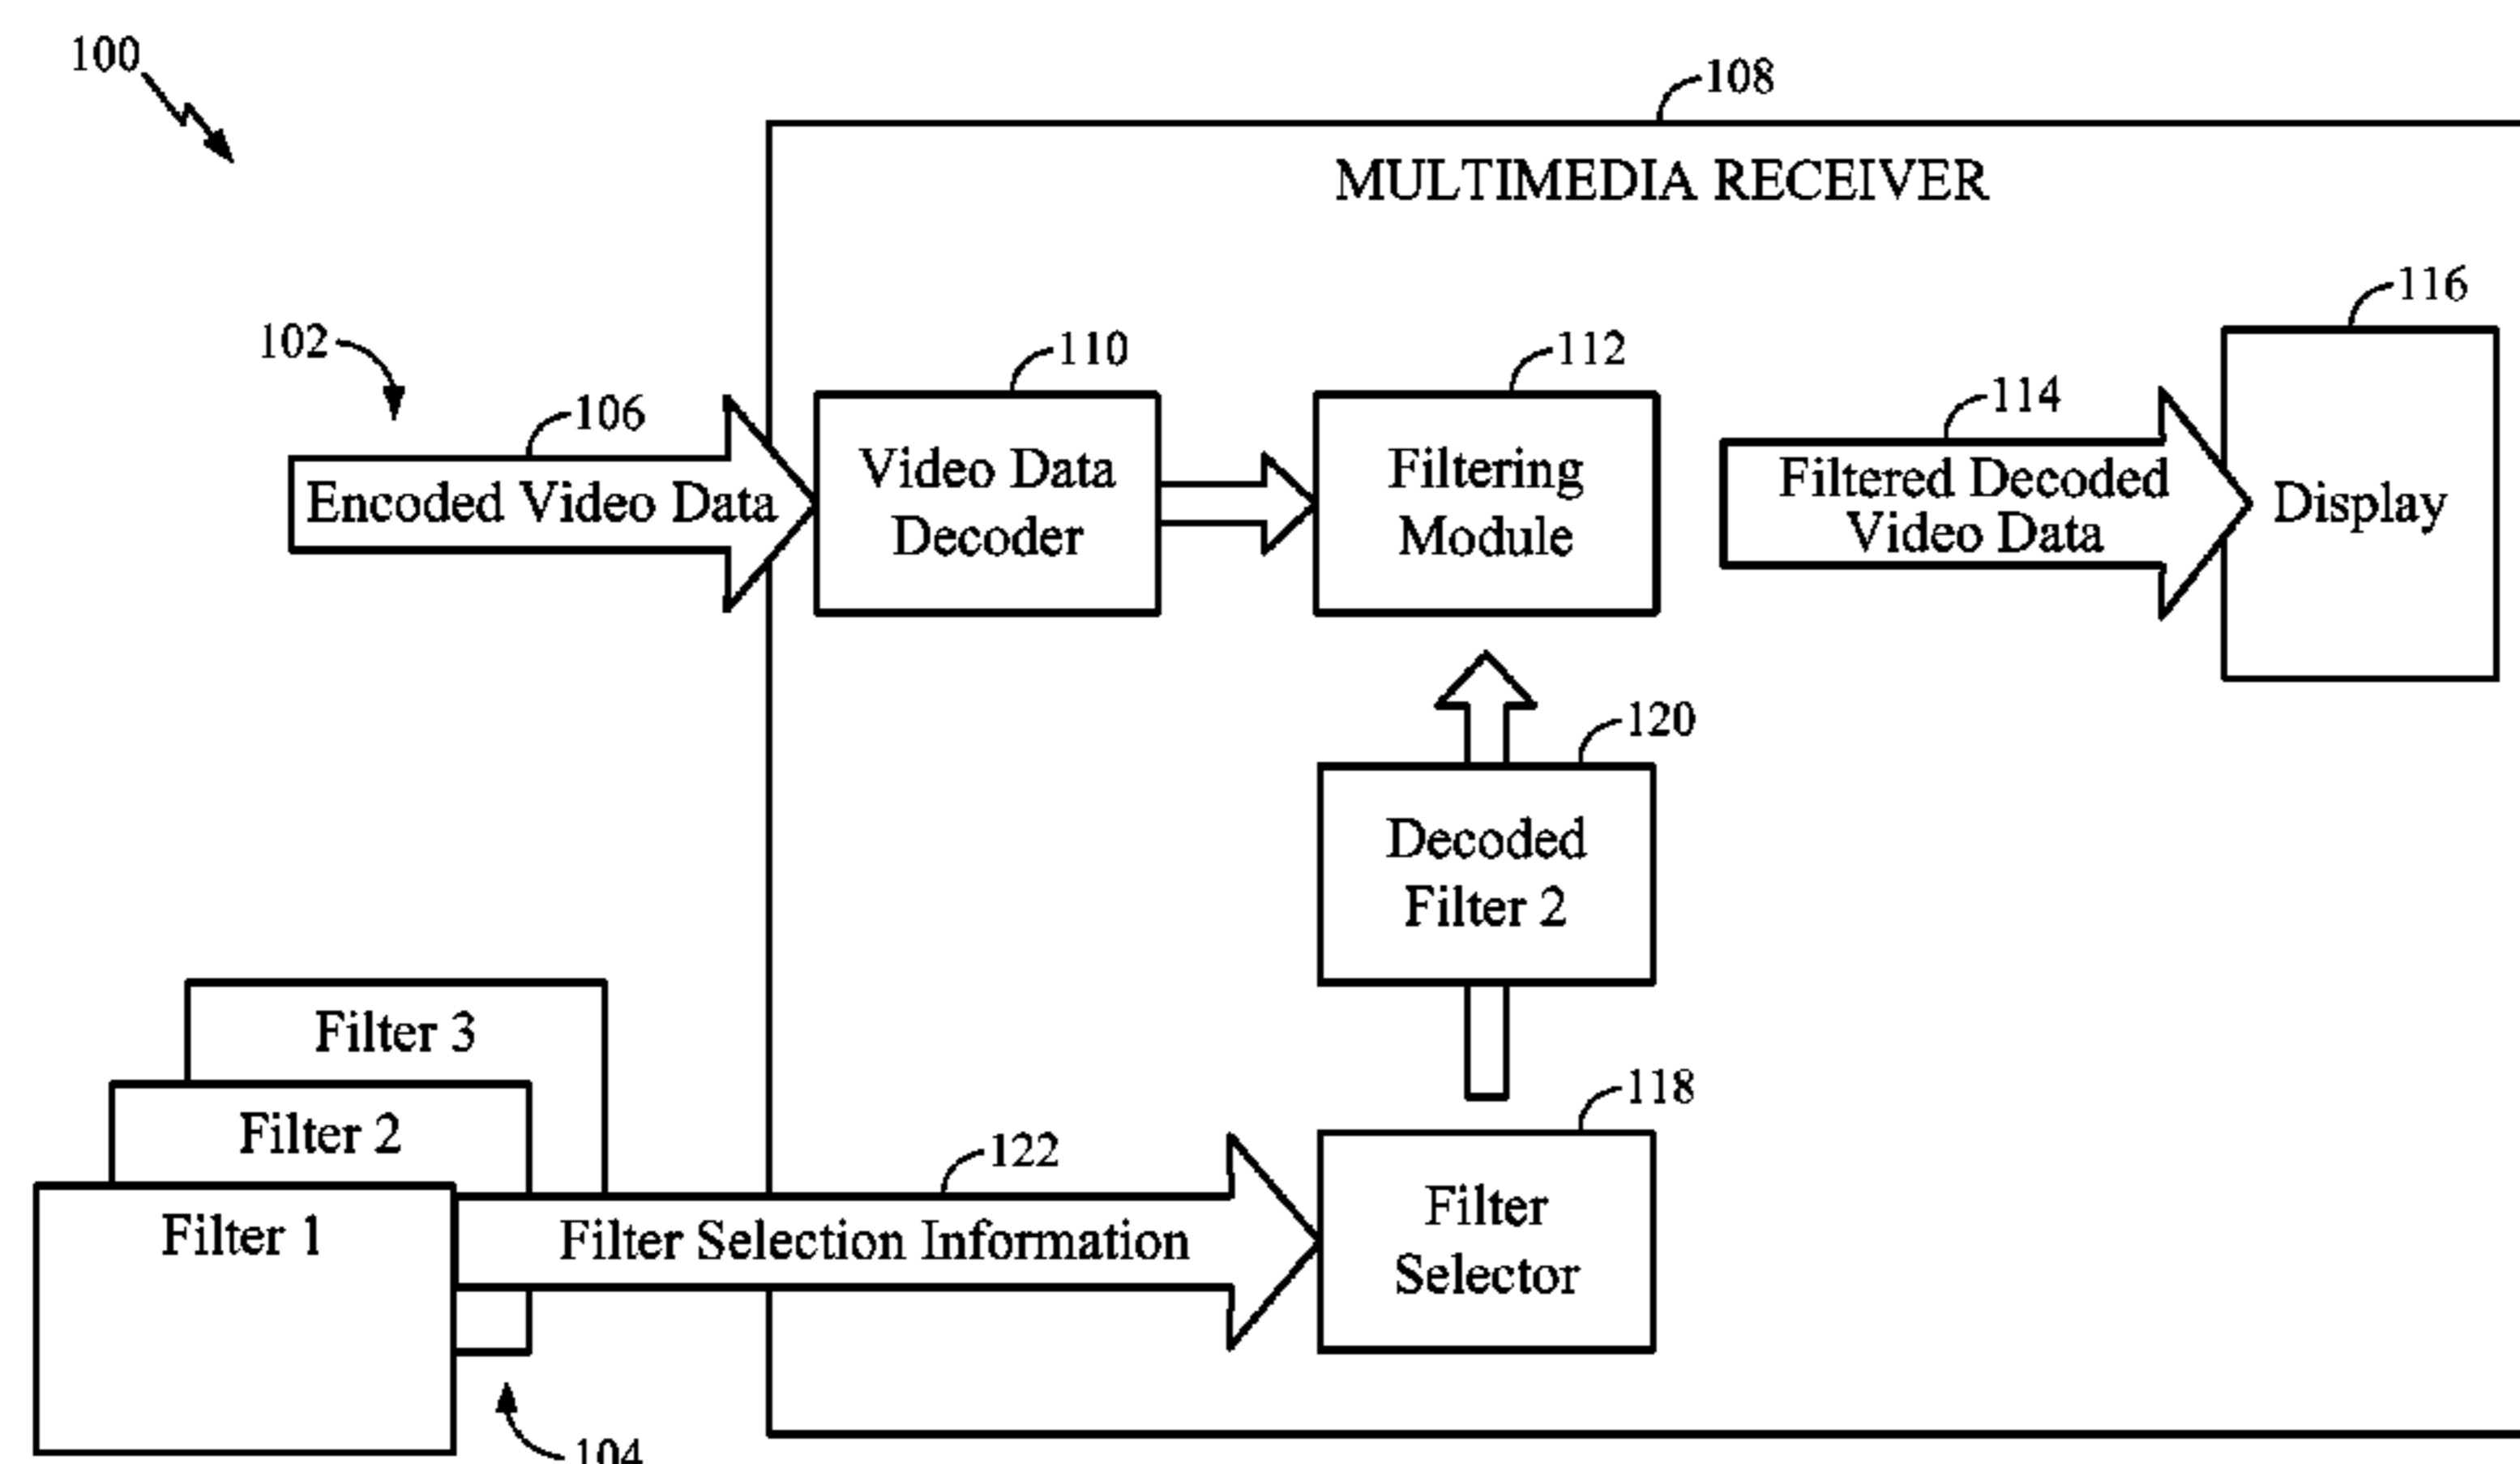 100
108
MULTIMEDIA RECEIVER
116
102
110
112
114
106
Encoded Video Data
Video Data
Decoder
Filtering
Module
Filtered Decoded
Video Data
Display
120
Decoded
Filter 2
Filter 3
Filter 2
Filter 1
122
Filter Selection Information
118
Filter
Selector
104